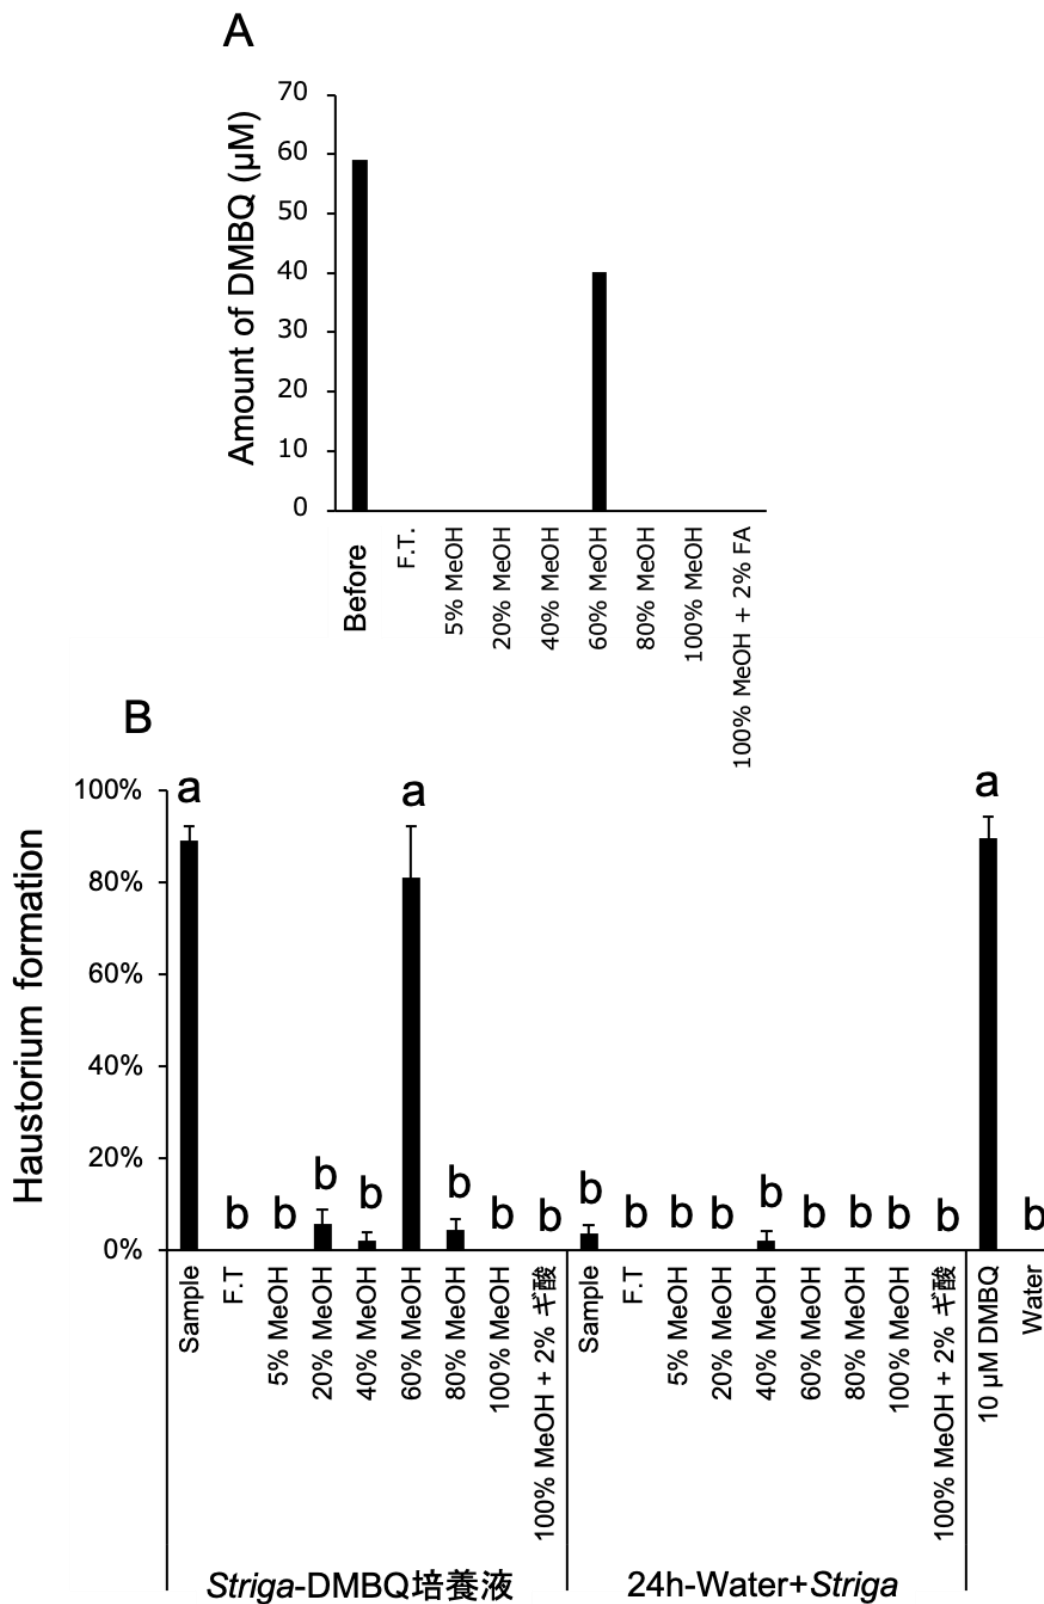 A
Amount of DMBQ (µM)
70
60
50
40
30
20
10
0
Before
F.T.
5% MeOH
20% MeOH
40% MeOH
60% MeOH
80% MeOH
100% MeOH
100% MeOH + 2% FA
B
Haustorium formation
100%
80%
60%
40%
20%
0%
a
b
b
b
b
a
b
b
b
b
b
b
b
b
b
b
b
b
a
b
Sample
F.T
5% MeOH
20% MeOH
40% MeOH
60% MeOH
80% MeOH
100% MeOH
100% MeOH + 2% ギ酸
Sample
F.T
5% MeOH
20% MeOH
40% MeOH
60% MeOH
80% MeOH
100% MeOH
100% MeOH + 2% ギ酸
10 µM DMBQ
Water
Striga-DMBQ培養液
24h-Water+Striga